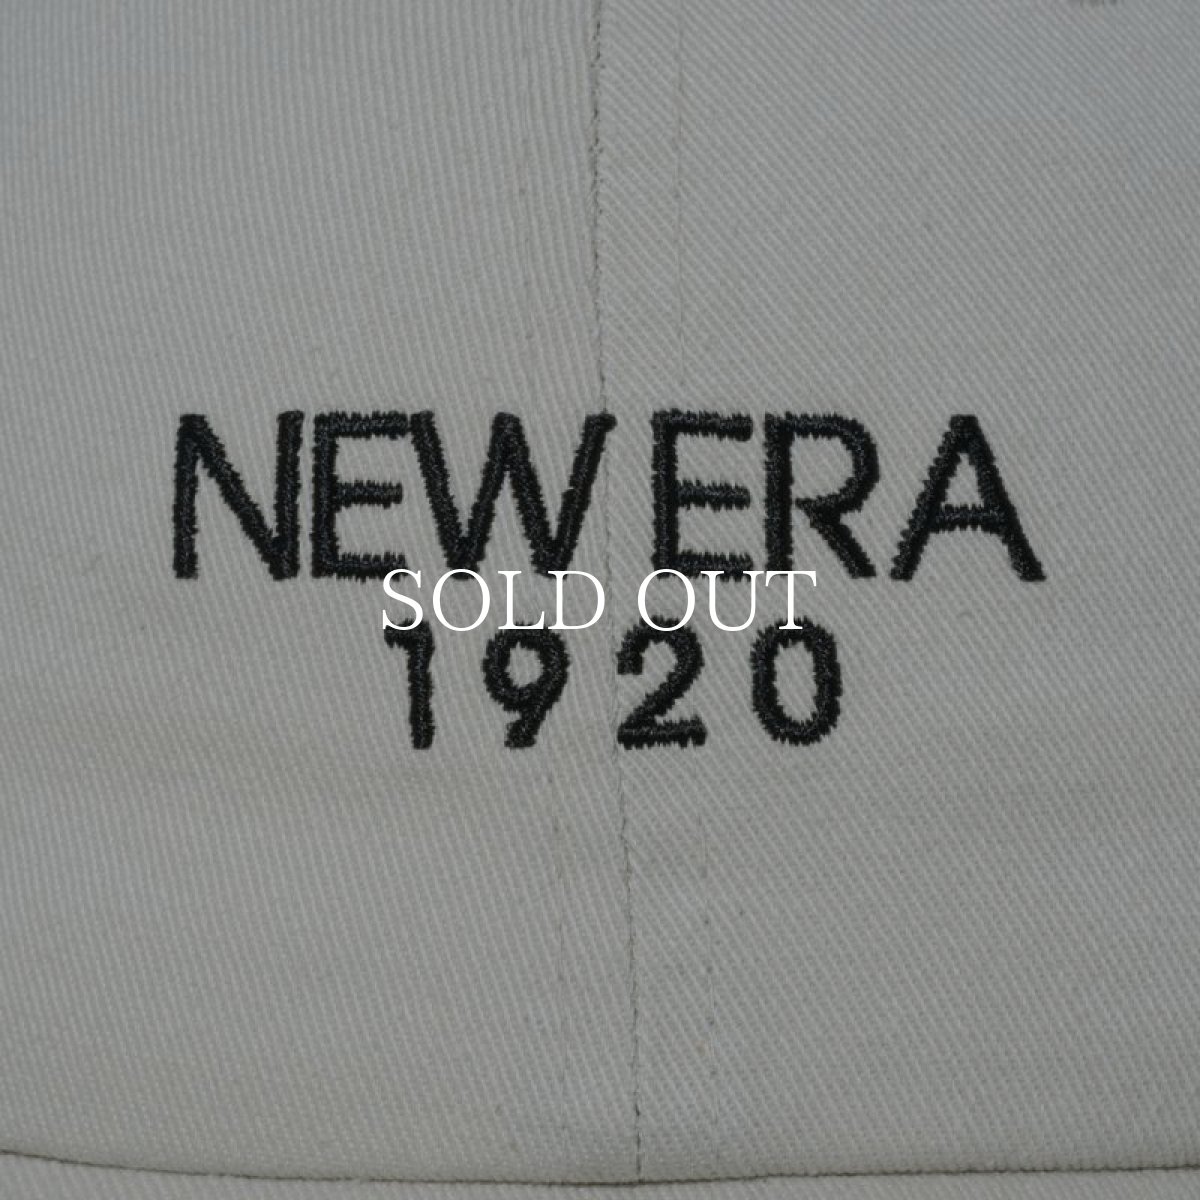 NEW ERA
SOLD OUT
1920